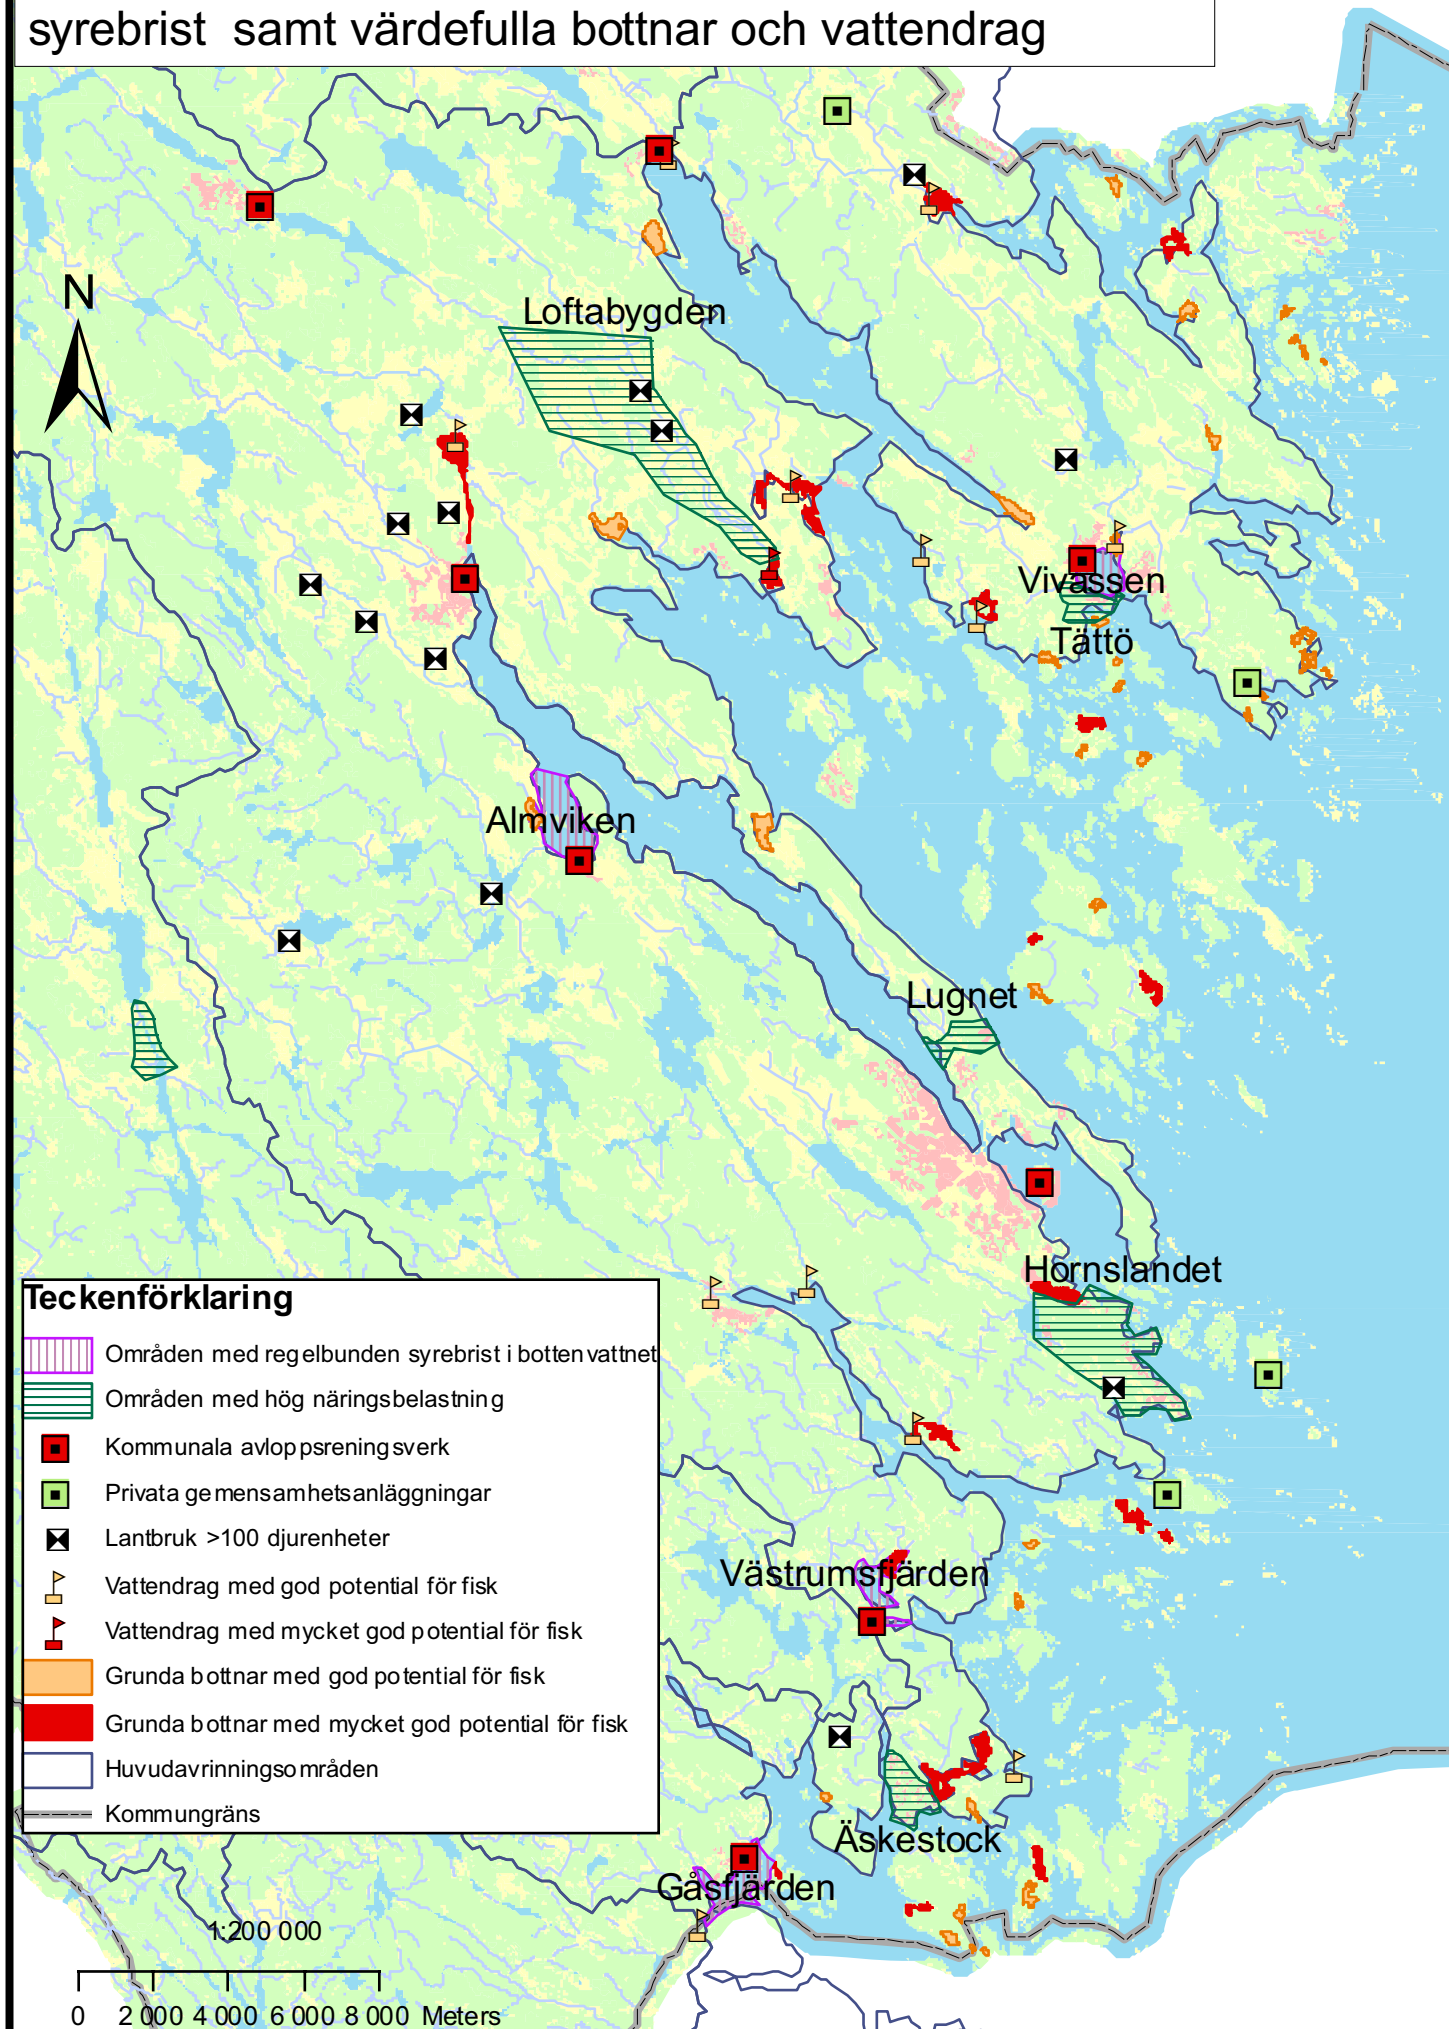 syrebrist samt värdefulla bottnar och vattendrag
N
Loftabygden
Vivassen
Tättö
Almviken
Lugnet
Hornslandet
Teckenförklaring
Områden med regelbunden syrebrist i bottenvattnet
Områden med hög näringsbelastning
Kommunala avloppsreningsverk
Privata gemensamhetsanläggningar
Lantbruk >100 djurenheter
Vattendrag med god potential för fisk
Vattendrag med mycket god potential för fisk
Grunda bottnar med god potential för fisk
Grunda bottnar med mycket god potential för fisk
Huvudavrinningsområden
Kommungräns
Västrumsfjärden
Äskestock
Gåsfjärden
1:200 000
0 2 000 4 000 6 000 8 000 Meters